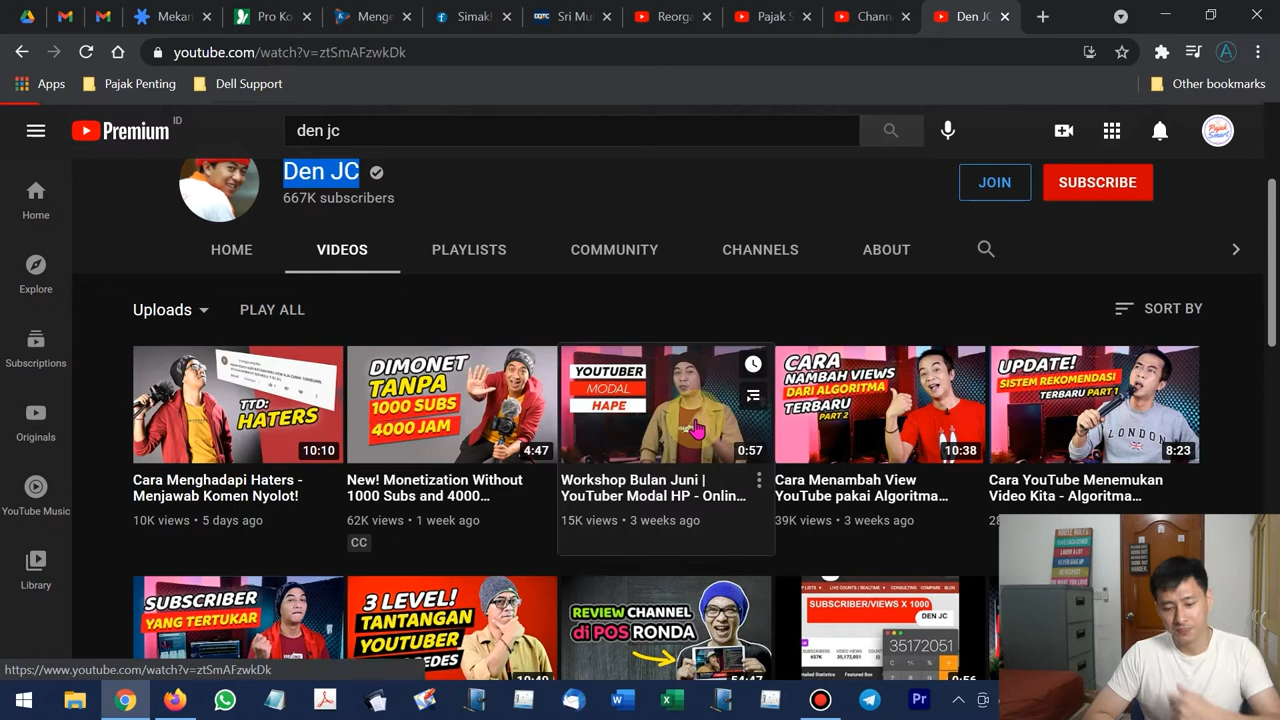 Mekari
Pro Ko
Menge
Simak!
DDTC
Sri Mul
Reorga
Pajak S
Chann
Den JC
youtube.com/watch?v=ztSmAFzwkDk
Apps
Pajak Penting
Dell Support
Other bookmarks
Premium
ID
den jc
Den JC
667K subscribers
JOIN
SUBSCRIBE
Home
Explore
Subscriptions
Originals
YouTube Music
Library
HOME
VIDEOS
PLAYLISTS
COMMUNITY
CHANNELS
ABOUT
Uploads
PLAY ALL
SORT BY
TTD:
HATERS
10:10
Cara Menghadapi Haters -
Menjawab Komen Nyolot!
10K views • 5 days ago
DIMONET
TANPA
1000 SUBS
4000 JAM
4:47
New! Monetization Without
1000 Subs and 4000...
62K views • 1 week ago
CC
YOUTUBER
MODAL
HAPE
0:57
Workshop Bulan Juni |
YouTuber Modal HP - Onlin...
15K views • 3 weeks ago
CARA
NAMBAH VIEWS
DARI ALGORITMA
TERBARU
PART 2
10:38
Cara Menambah View
YouTube pakai Algoritma...
39K views • 3 weeks ago
UPDATE!
SISTEM REKOMENDASI
TERBARU PART 1
LONDON
8:23
Cara YouTube Menemukan
Video Kita - Algoritma...
28
SUBSCRIBER
YANG TERTUKAR
3 LEVEL!
TANTANGAN
YOUTUBER
REVIEW CHANNEL
di POS RONDA
SUBSCRIBER/VIEWS X 1000
DEN JC
35172051
https://www.youtube.com/watch?v=ztSmAFzwkDk